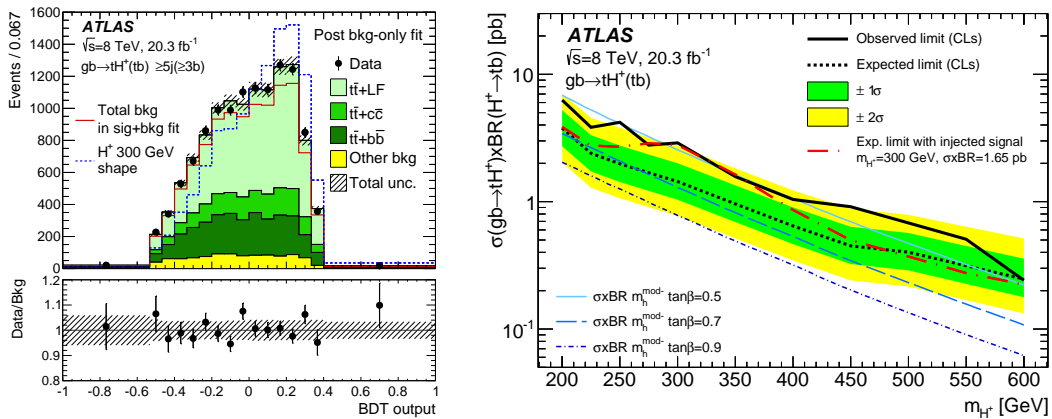 Events / 0.067
1600
1400
1200
1000
800
600
400
200
0
ATLAS
√s=8 TeV, 20.3 fb⁻¹
gb→tH⁺(tb) ≥5j(≥3b)
Post bkg-only fit
Data
tt̄+LF
tt̄+cc̄
tt̄+bb̄
Other bkg
Total unc.
Total bkg
in sig+bkg fit
H⁺ 300 GeV
shape
Data/Bkg
1.2
1.1
1
0.9
0.8
-1 -0.8 -0.6 -0.4 -0.2 0 0.2 0.4 0.6 0.8 1
BDT output
σ(gb→tH⁺)xBR(H⁺→tb) [pb]
10
1
10⁻¹
ATLAS
√s=8 TeV, 20.3 fb⁻¹
gb→tH⁺(tb)
Observed limit (CLs)
Expected limit (CLs)
± 1σ
± 2σ
Exp. limit with injected signal
m_H⁺=300 GeV, σxBR=1.65 pb
σxBR m_h^mod- tanβ=0.5
σxBR m_h^mod- tanβ=0.7
σxBR m_h^mod- tanβ=0.9
200 250 300 350 400 450 500 550 600
m_H⁺ [GeV]